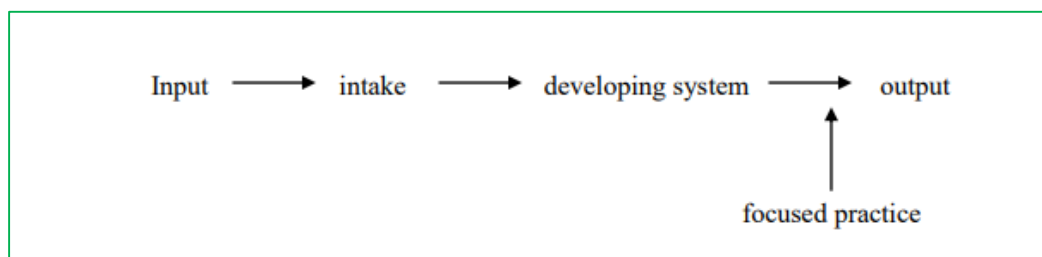 Input intake developing system output
focused practice